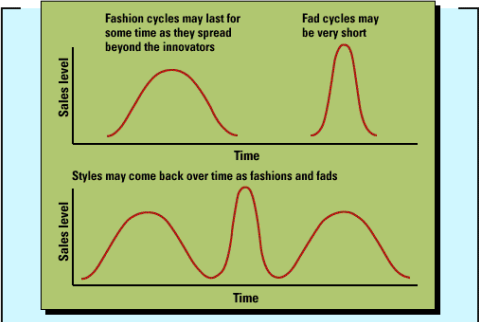 Fashion cycles may last for
some time as they spread
beyond the innovators
Fad cycles may
be very short
Sales level
Time
Styles may come back over time as fashions and fads
Sales level
Time